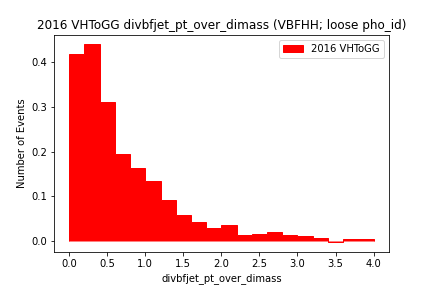 2016 VHToGG divbfjet_pt_over_dimass (VBFHH; loose pho_id)
2016 VHToGG
Number of Events
0.4
0.3
0.2
0.1
0.0
0.0 0.5 1.0 1.5 2.0 2.5 3.0 3.5 4.0
divbfjet_pt_over_dimass